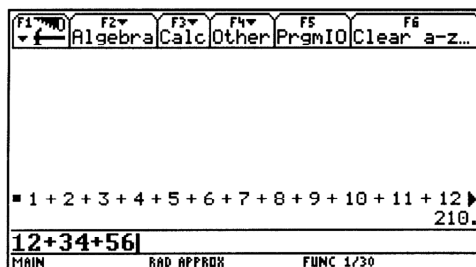 F1 F2 F3 F4 F5 F6
Algebra Calc Other PrgmIO Clear a-z…
1 + 2 + 3 + 4 + 5 + 6 + 7 + 8 + 9 + 10 + 11 + 12
210.
12+34+56
MAIN RAD APPROX FUNC 1/30